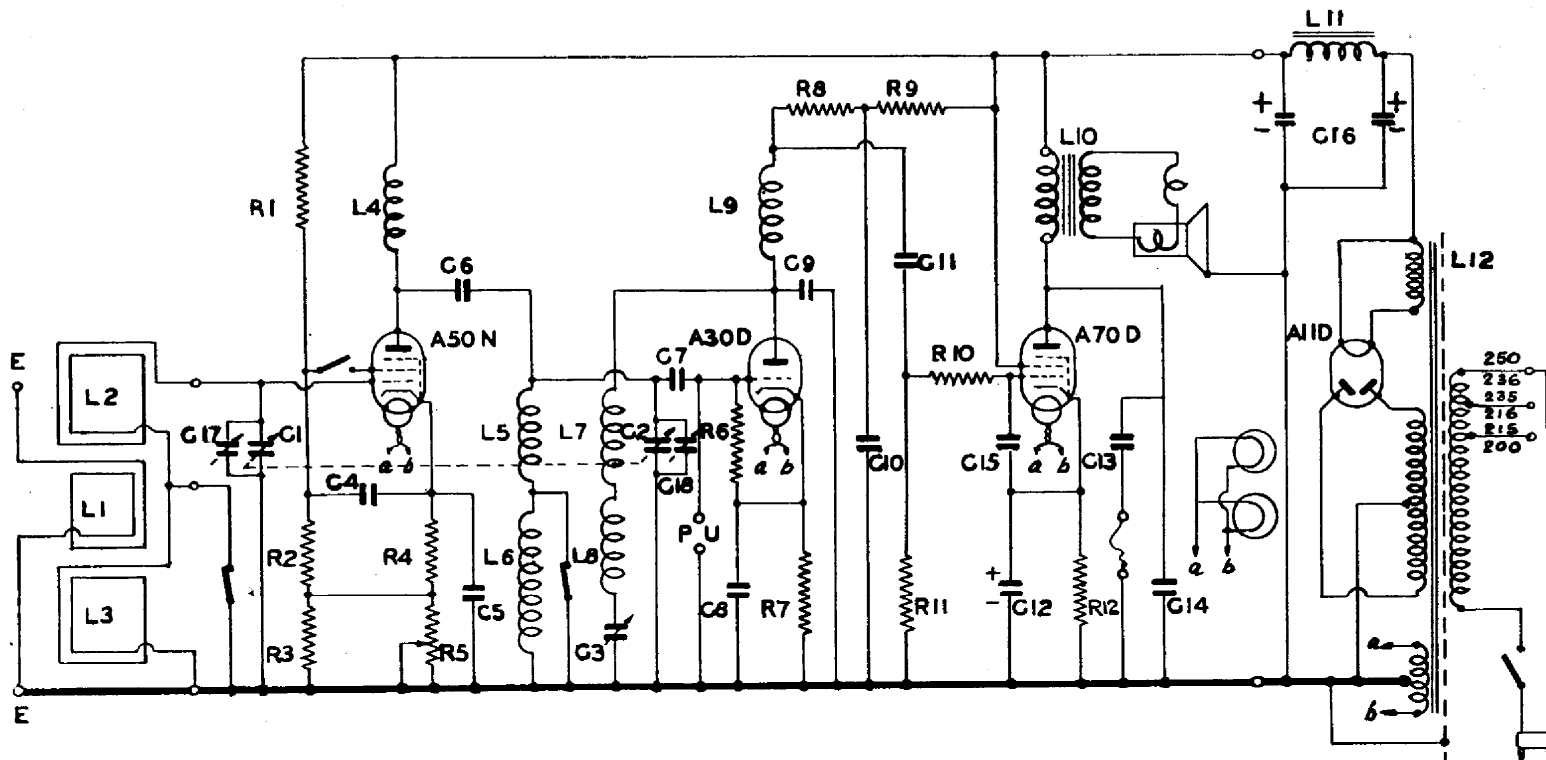 L11
R8
R9
+
-
C16
+
-
L10
R1
L4
L9
C6
C9
C11
L12
A50N
A30D
A70D
A11D
E
C7
R10
250
236
235
216
215
200
L2
C17
C1
L5
L7
C2
R6
a b
a b
a b
C10
C15
C13
C4
C18
L1
P U
R2
R4
L6
L8
a b
C5
C8
R7
R11
+
-
C12
R12
C14
L3
R3
R5
C3
a
b
E